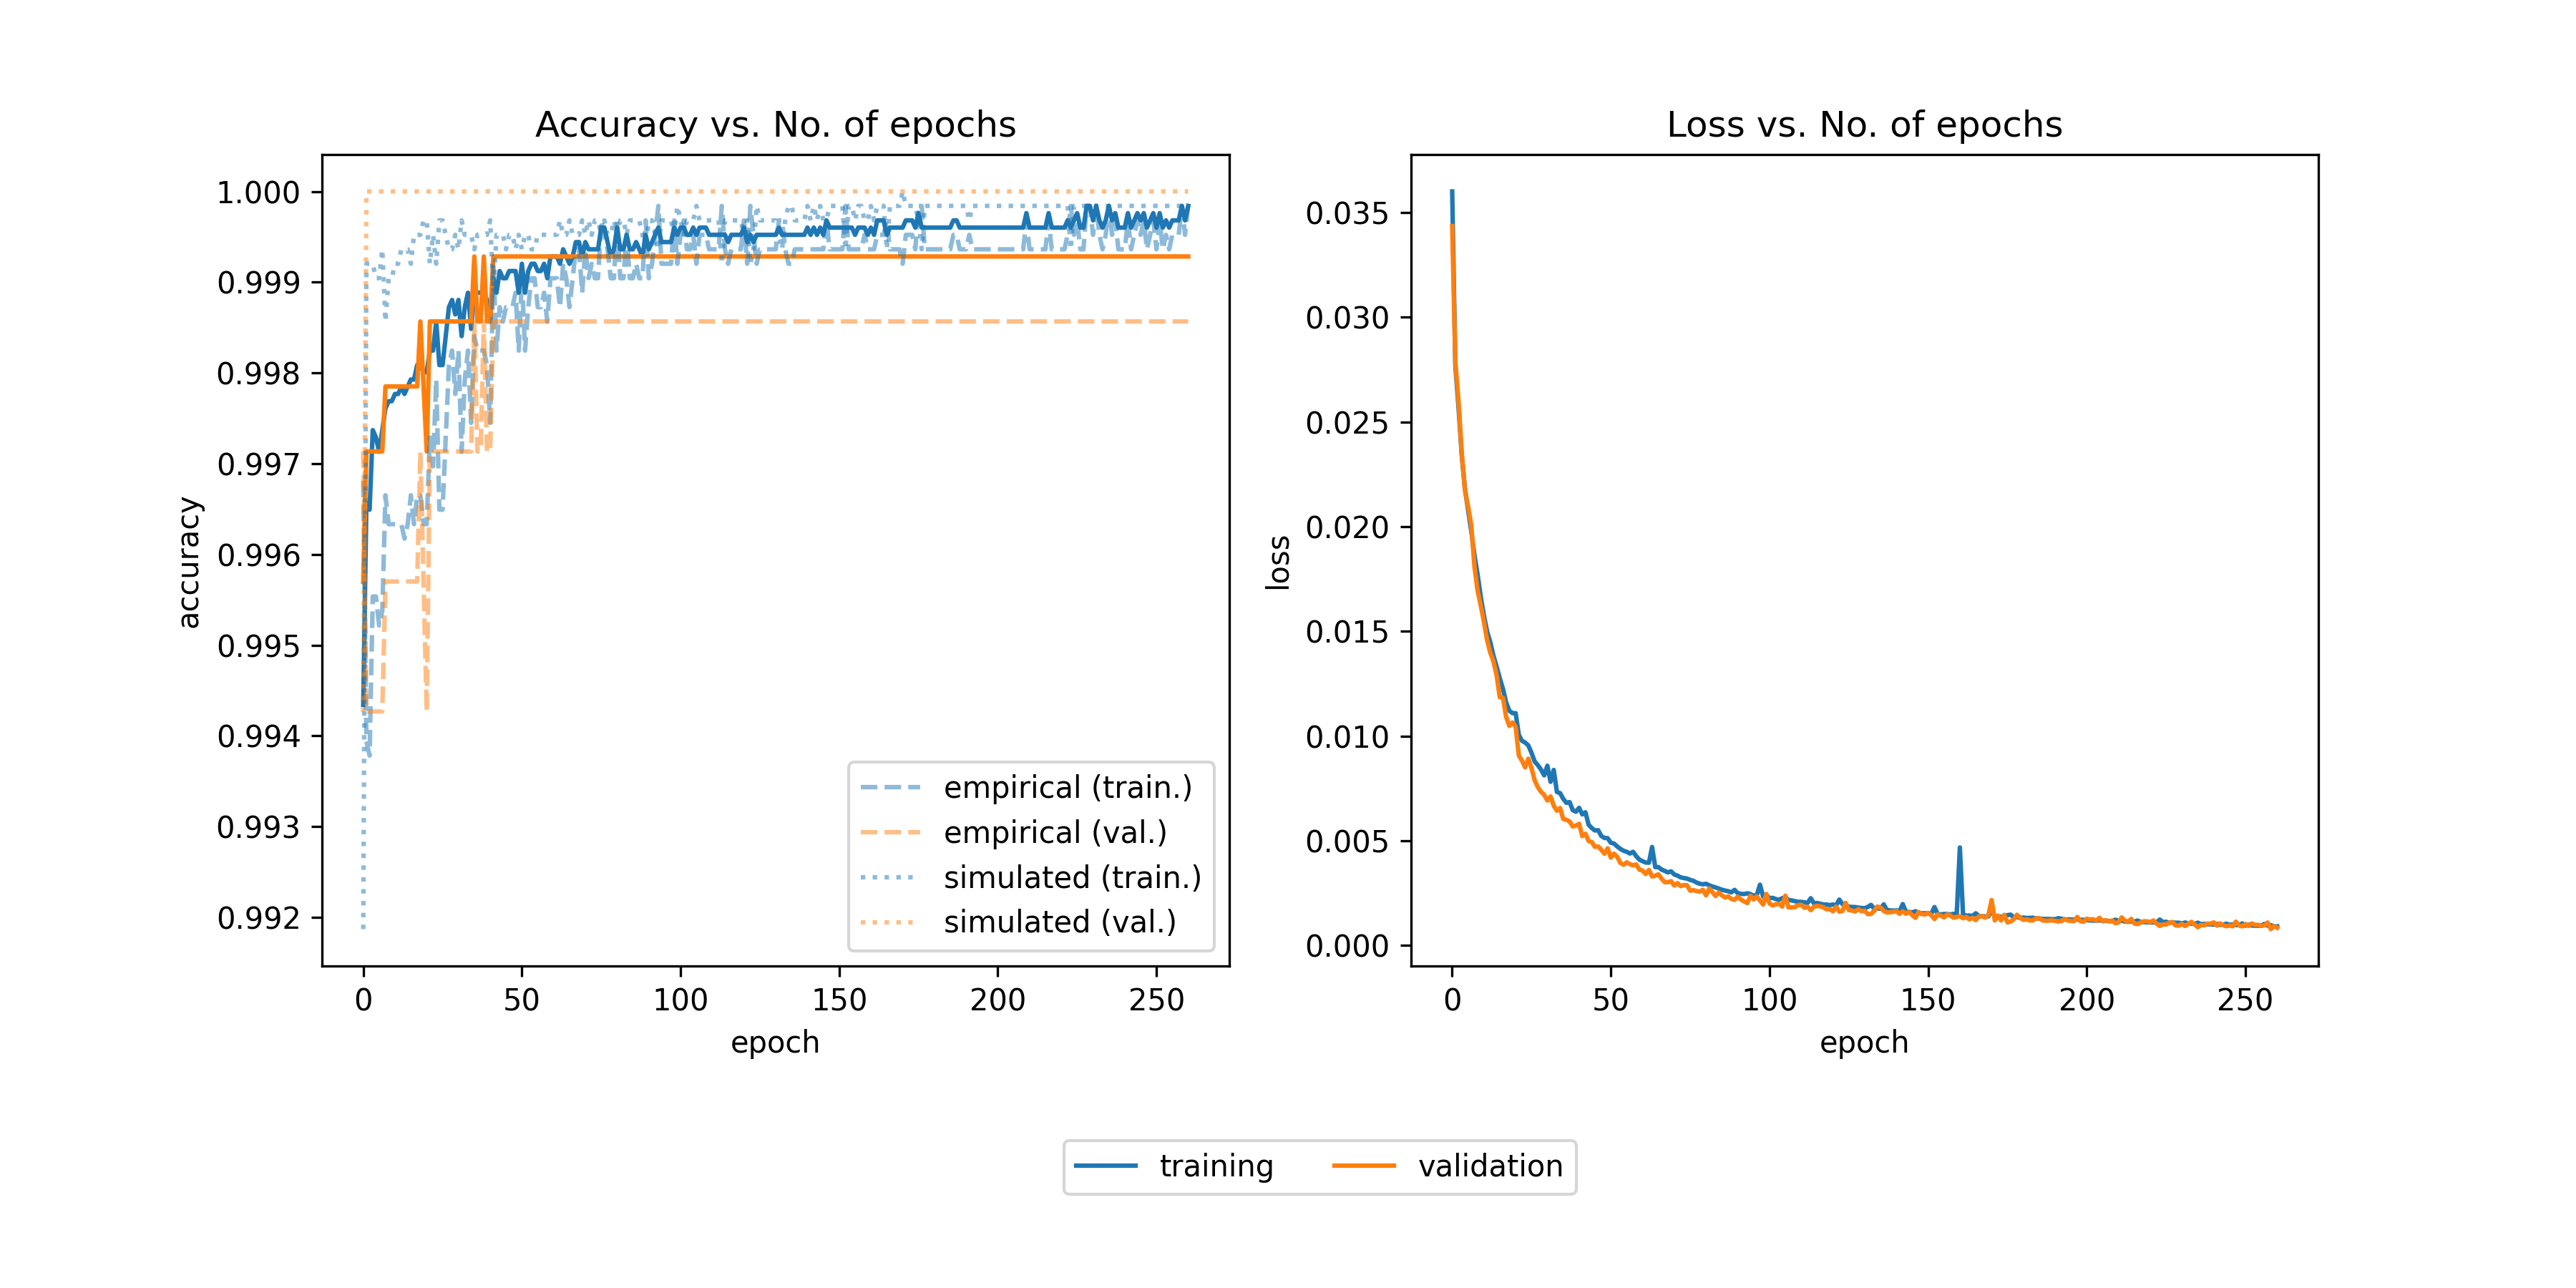 Accuracy vs. No. of epochs
1.000
0.999
0.998
0.997
0.996
0.995
0.994
0.993
0.992
accuracy
0 50 100 150 200 250
epoch
empirical (train.)
empirical (val.)
simulated (train.)
simulated (val.)
Loss vs. No. of epochs
0.035
0.030
0.025
0.020
0.015
0.010
0.005
0.000
loss
0 50 100 150 200 250
epoch
training validation